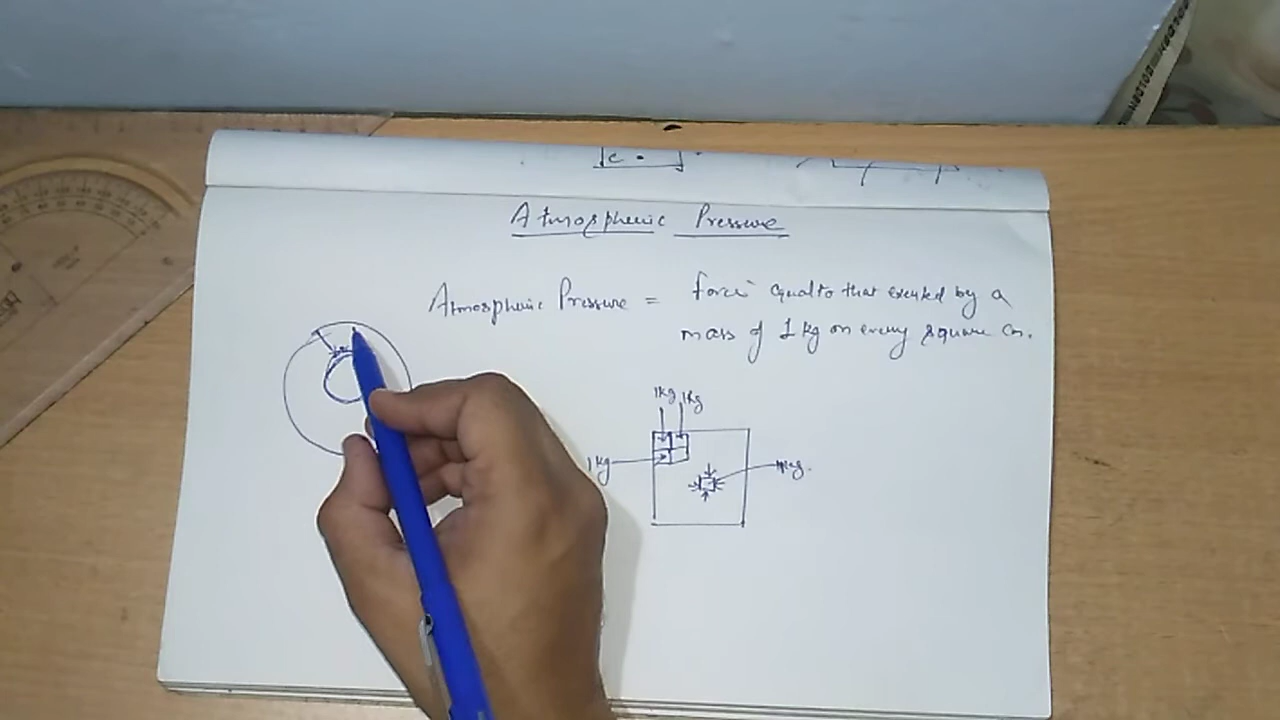 c.
Atmospheric Pressure
Atmospheric Pressure = force equal to that exerted by a
mass of 1 kg on every square cm.
1kg 1kg
1kg